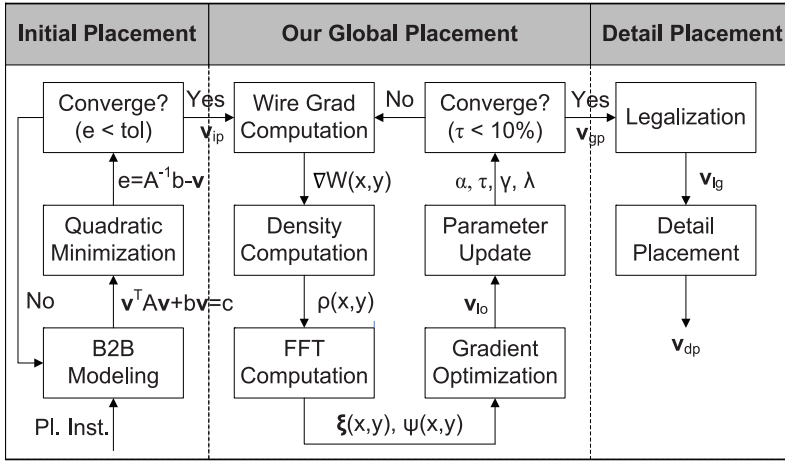 Initial Placement
Our Global Placement
Detail Placement
Converge?
(e < tol)
Yes
v_ip
Wire Grad
Computation
No
Converge?
(τ < 10%)
Yes
v_gp
Legalization
e=A⁻¹b-v
∇W(x,y)
α, τ, γ, λ
v_lg
Quadratic
Minimization
Density
Computation
Parameter
Update
Detail
Placement
No
vᵀAv+bv=c
ρ(x,y)
v_lo
B2B
Modeling
FFT
Computation
Gradient
Optimization
v_dp
Pl. Inst.
ξ(x,y), ψ(x,y)